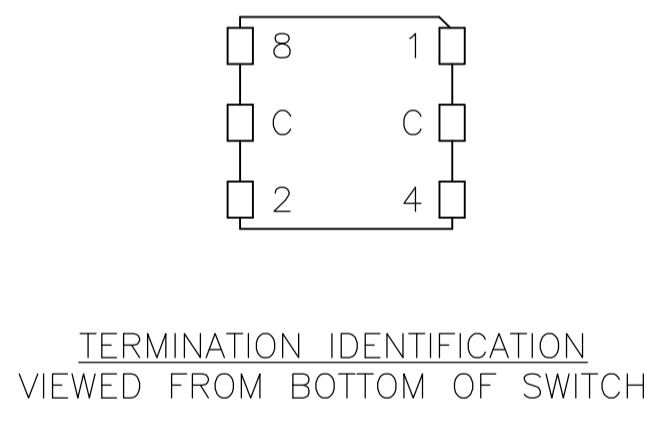 8 1
C C
2 4
TERMINATION IDENTIFICATION
VIEWED FROM BOTTOM OF SWITCH